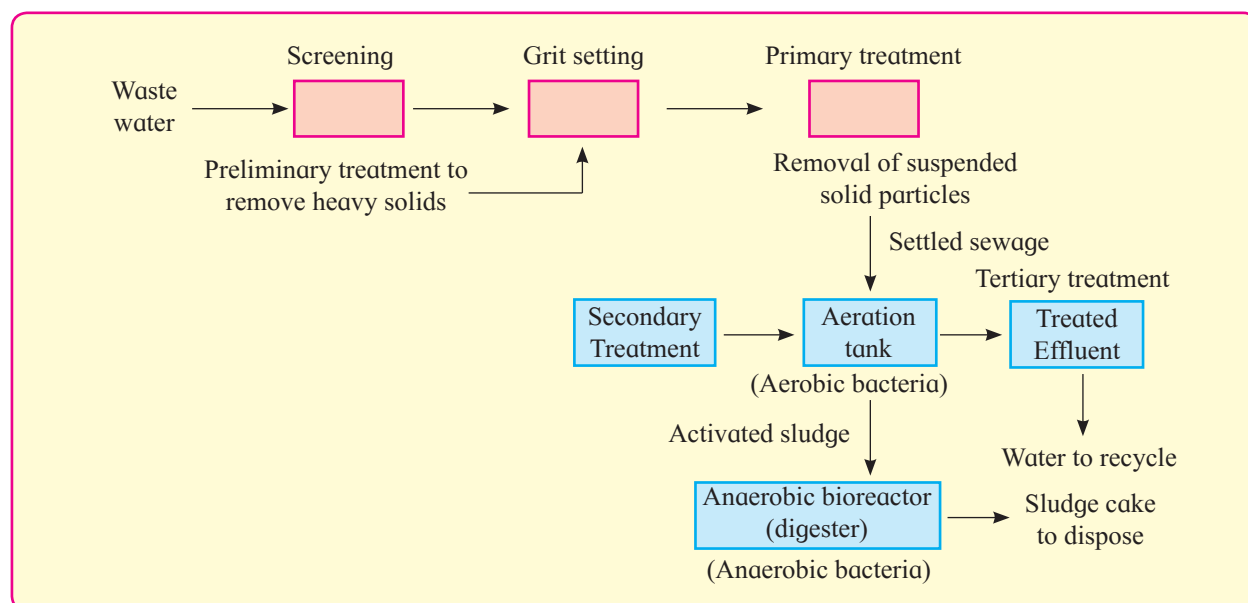 Screening
Grit setting
Primary treatment
Waste
water
Preliminary treatment to
remove heavy solids
Removal of suspended
solid particles
Settled sewage
Tertiary treatment
Secondary
Treatment
Aeration
tank
Treated
Effluent
(Aerobic bacteria)
Activated sludge
Water to recycle
Anaerobic bioreactor
(digester)
Sludge cake
to dispose
(Anaerobic bacteria)